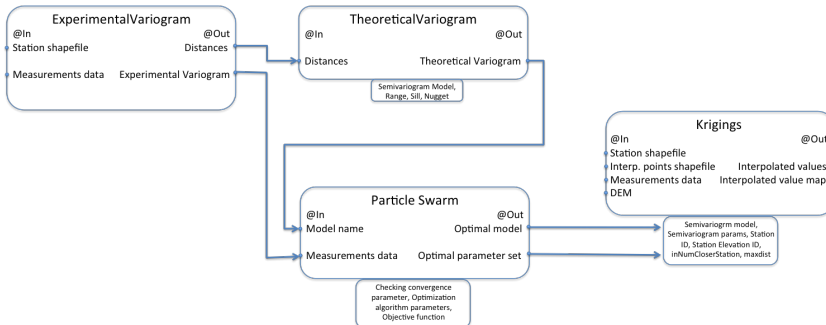 ExperimentalVariogram
@In
@Out
Station shapefile
Distances
Measurements data
Experimental Variogram
TheoreticalVariogram
@In
@Out
Distances
Theoretical Variogram
Semivariogram Model,
Range, Sill, Nugget
Krigings
@In
@Out
Station shapefile
Interp. points shapefile
Interpolated values
Measurements data
Interpolated value map
DEM
Semivariogrm model,
Semivariogram params, Station
ID, Station Elevation ID,
inNumCloserStation, maxdist
Particle Swarm
@In
@Out
Model name
Optimal model
Measurements data
Optimal parameter set
Checking convergence
parameter, Optimization
algorithm parameters,
Objective function